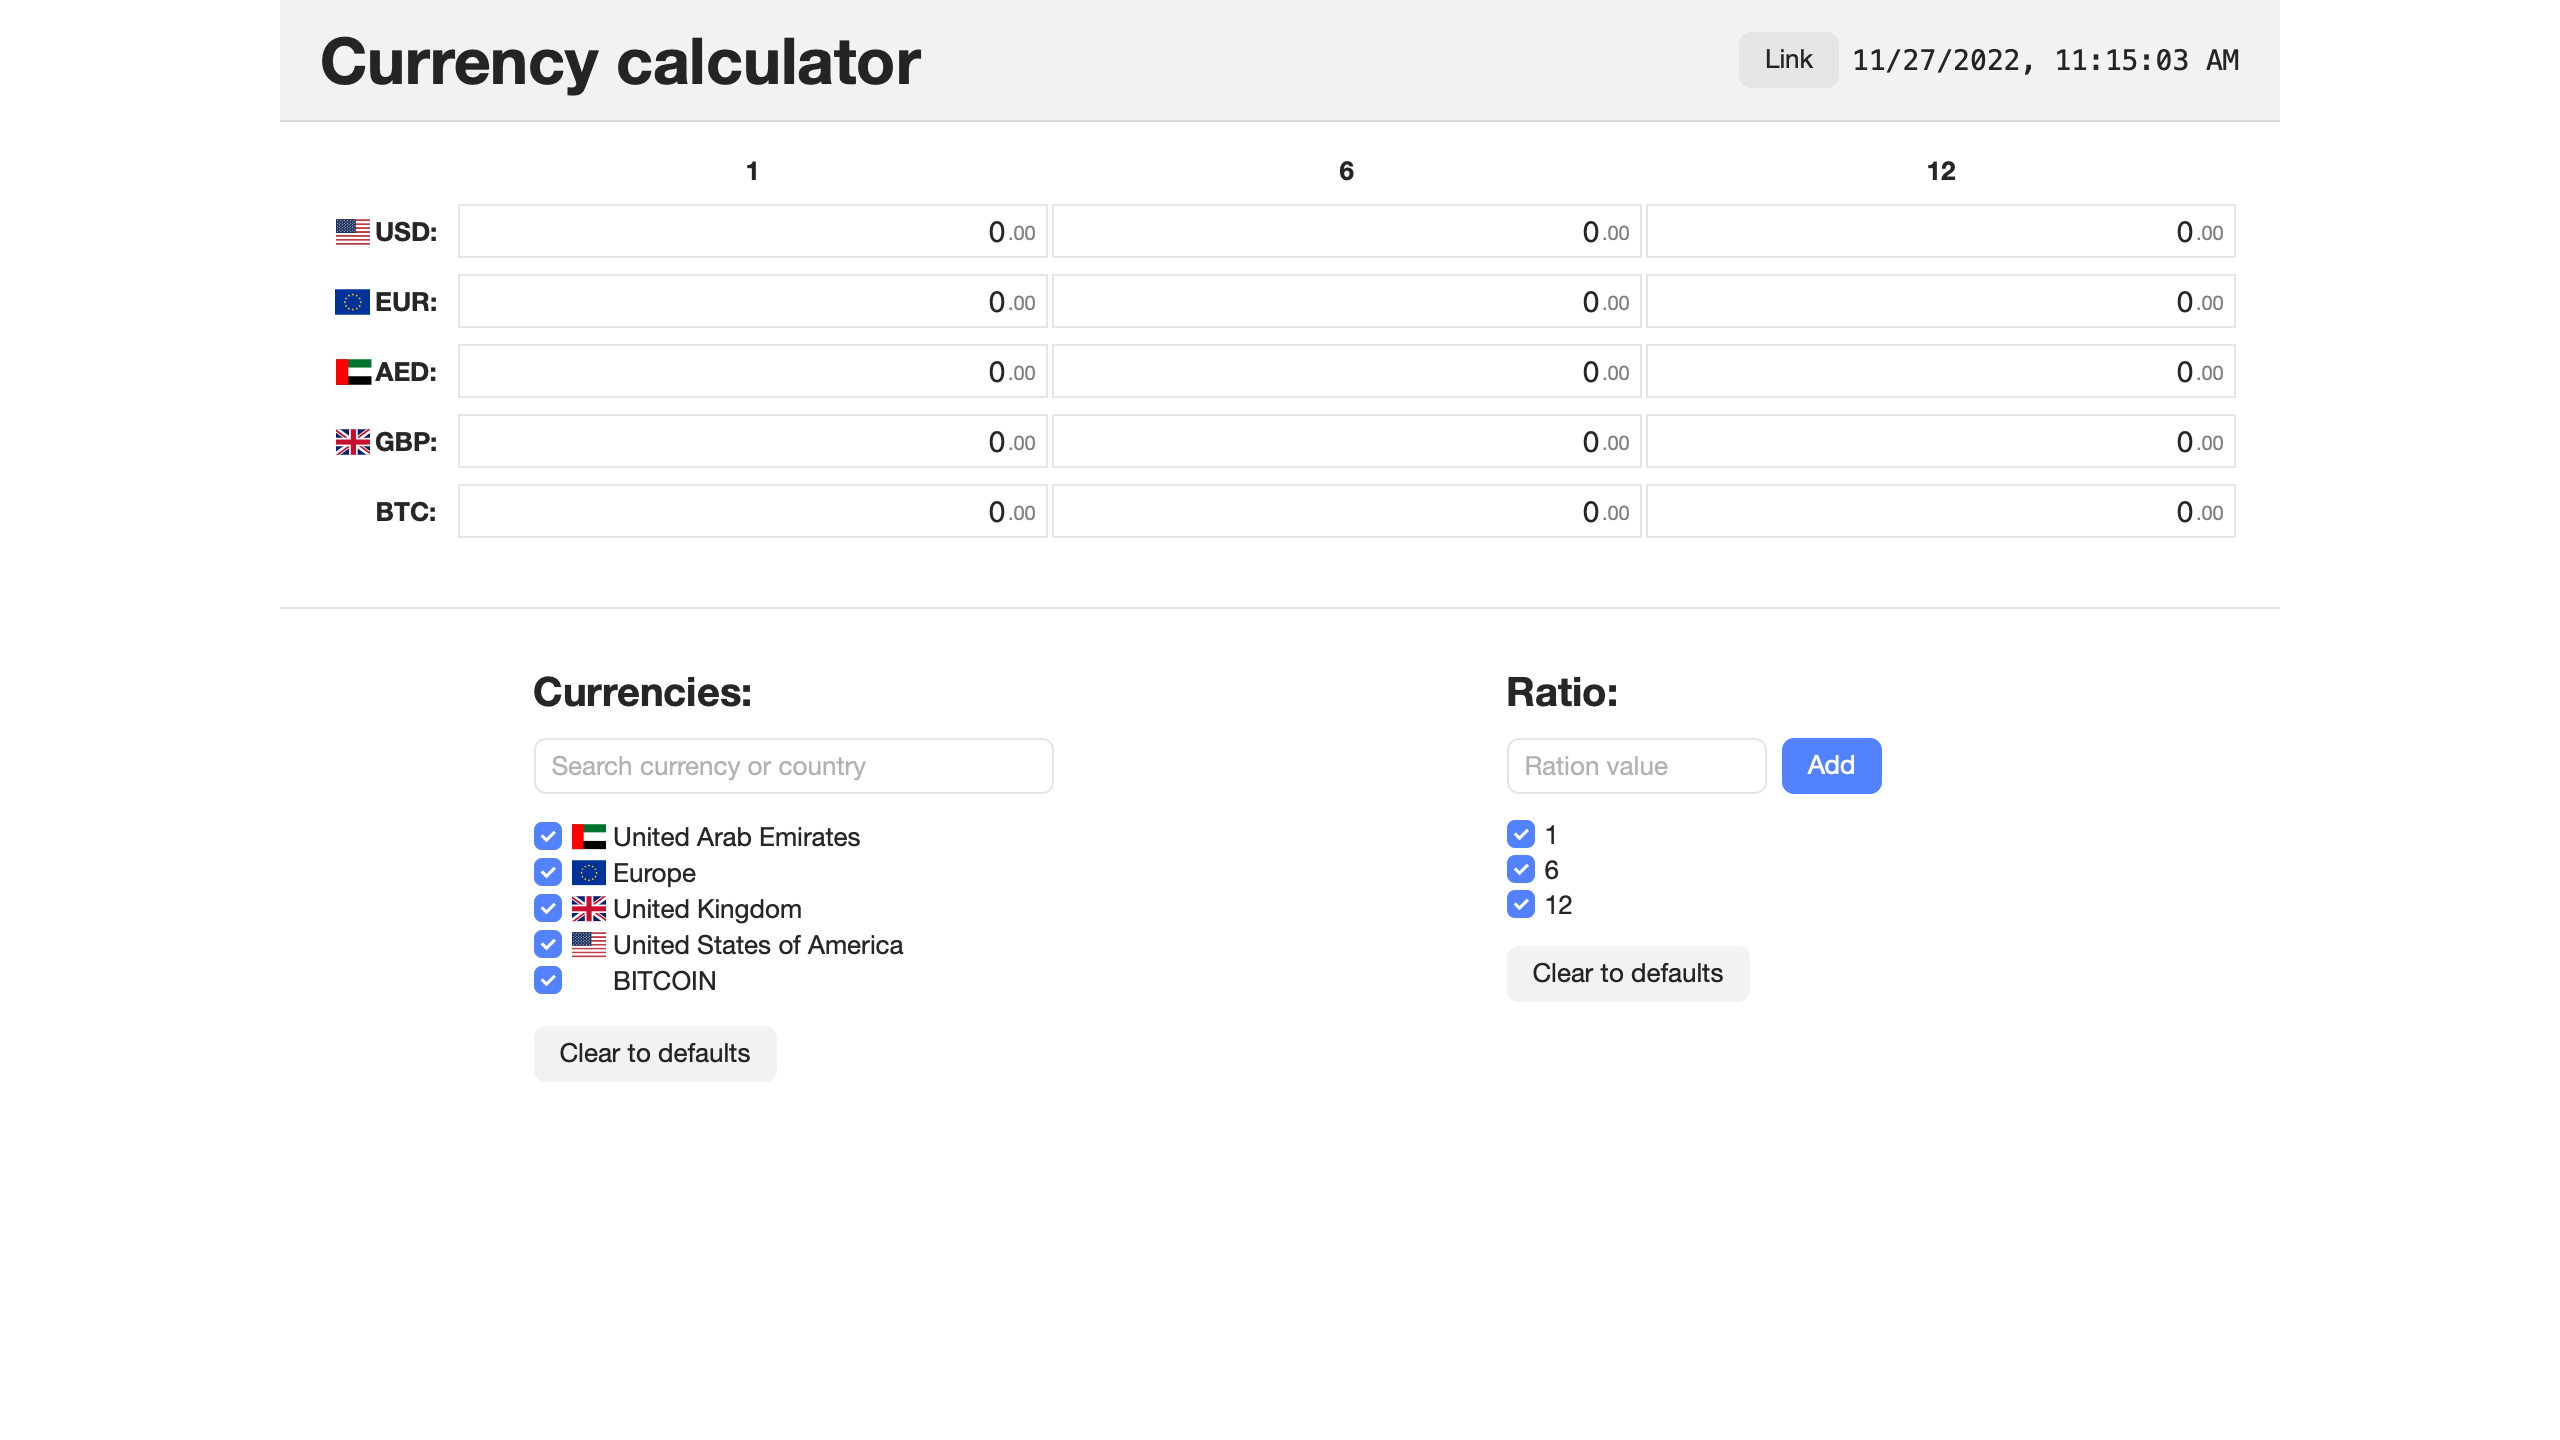 Currency calculator
Link 11/27/2022, 11:15:03 AM
1 6 12
USD: 0.00 0.00 0.00
EUR: 0.00 0.00 0.00
AED: 0.00 0.00 0.00
GBP: 0.00 0.00 0.00
BTC: 0.00 0.00 0.00
Currencies:
Search currency or country
United Arab Emirates
Europe
United Kingdom
United States of America
BITCOIN
Clear to defaults
Ratio:
Ration value Add
1
6
12
Clear to defaults